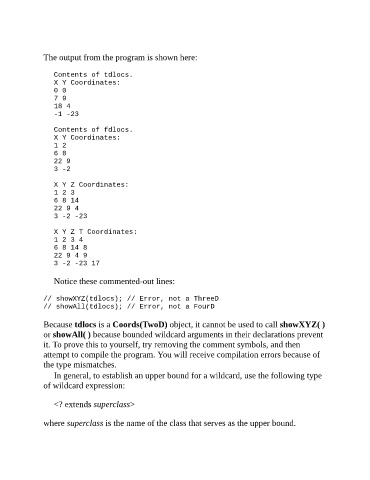 The output from the program is shown here:
Contents of tdlocs.
X Y Coordinates:
0 0
7 9
18 4
-1 -23
Contents of fdlocs.
X Y Coordinates:
1 2
6 8
22 9
3 -2
X Y Z Coordinates:
1 2 3
6 8 14
22 9 4
3 -2 -23
X Y Z T Coordinates:
1 2 3 4
6 8 14 8
22 9 4 9
3 -2 -23 17
Notice these commented-out lines:
// showXYZ(tdlocs); // Error, not a ThreeD
// showAll(tdlocs); // Error, not a FourD
Because tdlocs is a Coords(TwoD) object, it cannot be used to call showXYZ( )
or showAll( ) because bounded wildcard arguments in their declarations prevent
it. To prove this to yourself, try removing the comment symbols, and then
attempt to compile the program. You will receive compilation errors because of
the type mismatches.
In general, to establish an upper bound for a wildcard, use the following type
of wildcard expression:
<? extends superclass>
where superclass is the name of the class that serves as the upper bound.